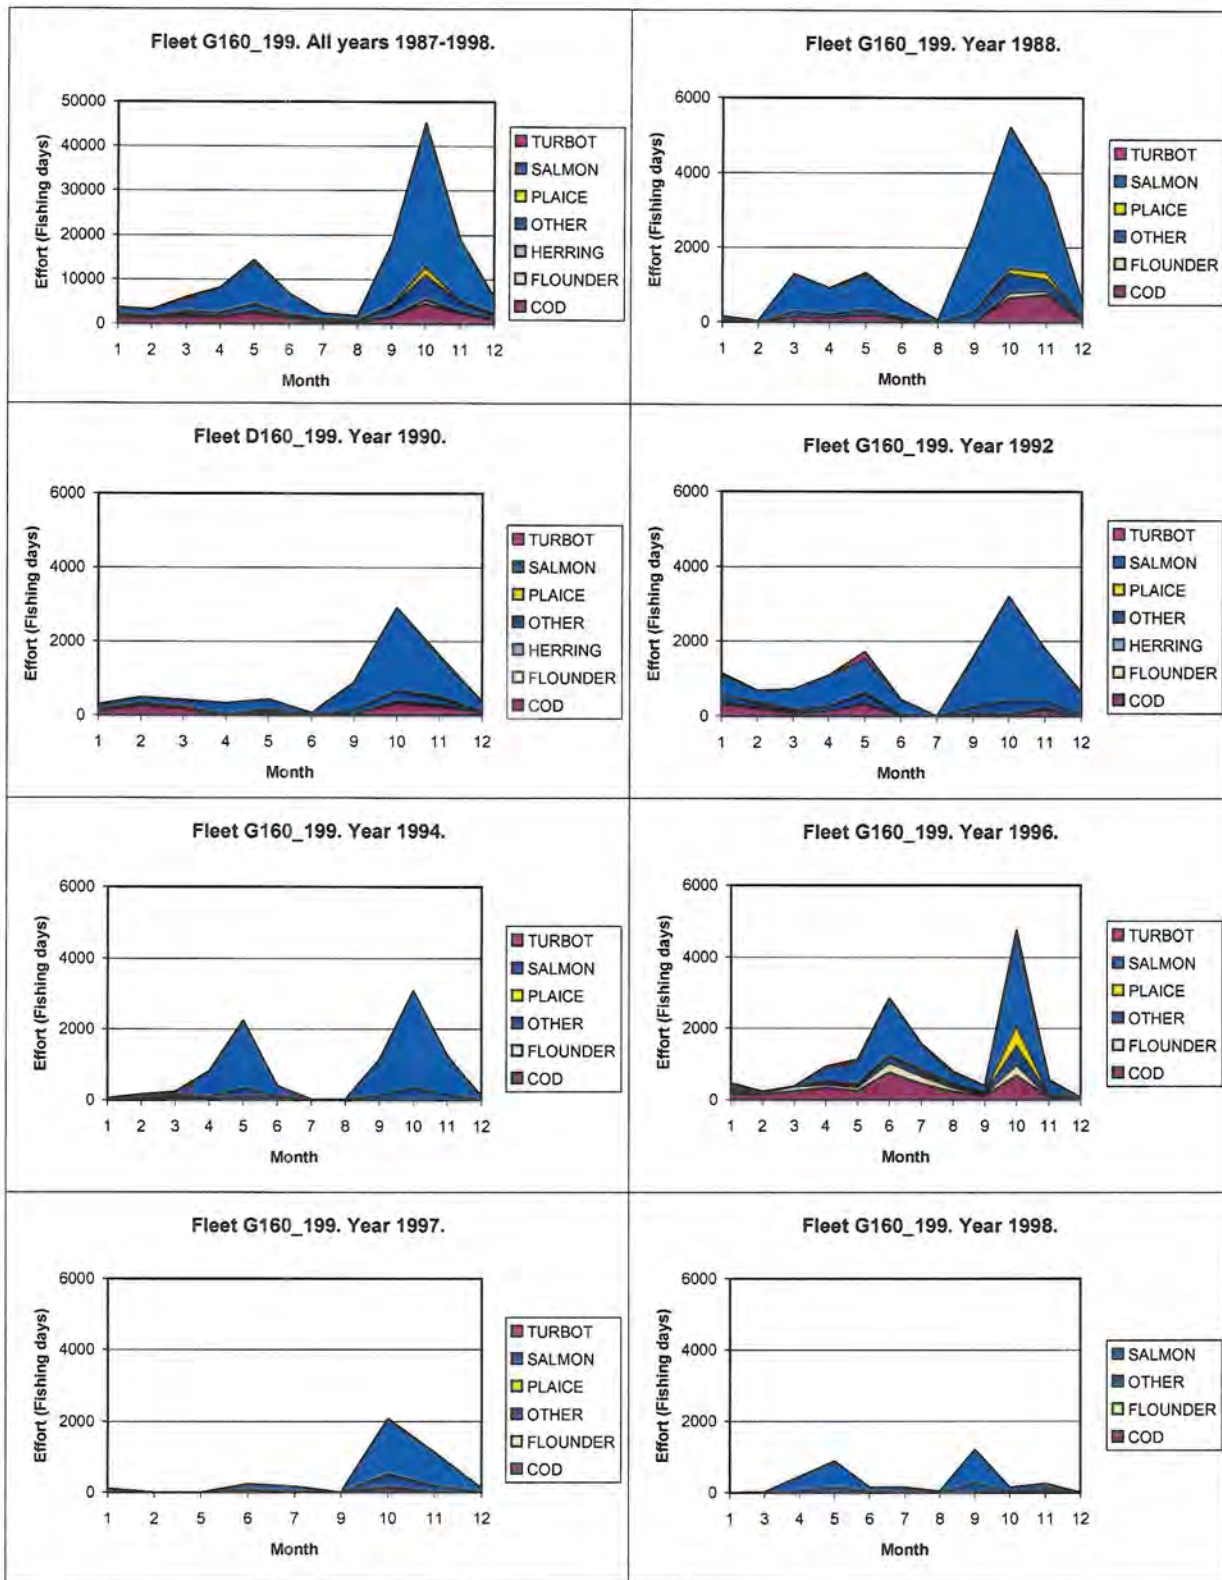 Fleet G160_199. All years 1987-1998.
Effort (Fishing days)
50000
40000
30000
20000
10000
0
1 2 3 4 5 6 7 8 9 10 11 12
Month
TURBOT
SALMON
PLAICE
OTHER
HERRING
FLOUNDER
COD
Fleet G160_199. Year 1988.
Effort (Fishing days)
6000
4000
2000
0
1 2 3 4 5 6 8 9 10 11 12
Month
TURBOT
SALMON
PLAICE
OTHER
FLOUNDER
COD
Fleet D160_199. Year 1990.
Effort (Fishing days)
6000
4000
2000
0
1 2 3 4 5 6 9 10 11 12
Month
TURBOT
SALMON
PLAICE
OTHER
HERRING
FLOUNDER
COD
Fleet G160_199. Year 1992
Effort (Fishing days)
6000
4000
2000
0
1 2 3 4 5 6 7 9 10 11 12
Month
TURBOT
SALMON
PLAICE
OTHER
HERRING
FLOUNDER
COD
Fleet G160_199. Year 1994.
Effort (Fishing days)
6000
4000
2000
0
1 2 3 4 5 6 7 8 9 10 11 12
Month
TURBOT
SALMON
PLAICE
OTHER
FLOUNDER
COD
Fleet G160_199. Year 1996.
Effort (Fishing days)
6000
4000
2000
0
1 2 3 4 5 6 7 8 9 10 11 12
Month
TURBOT
SALMON
PLAICE
OTHER
FLOUNDER
COD
Fleet G160_199. Year 1997.
Effort (Fishing days)
6000
4000
2000
0
1 2 5 6 7 9 10 11 12
Month
TURBOT
SALMON
PLAICE
OTHER
FLOUNDER
COD
Fleet G160_199. Year 1998.
Effort (Fishing days)
6000
4000
2000
0
1 3 4 5 6 7 8 9 10 11 12
Month
SALMON
OTHER
FLOUNDER
COD